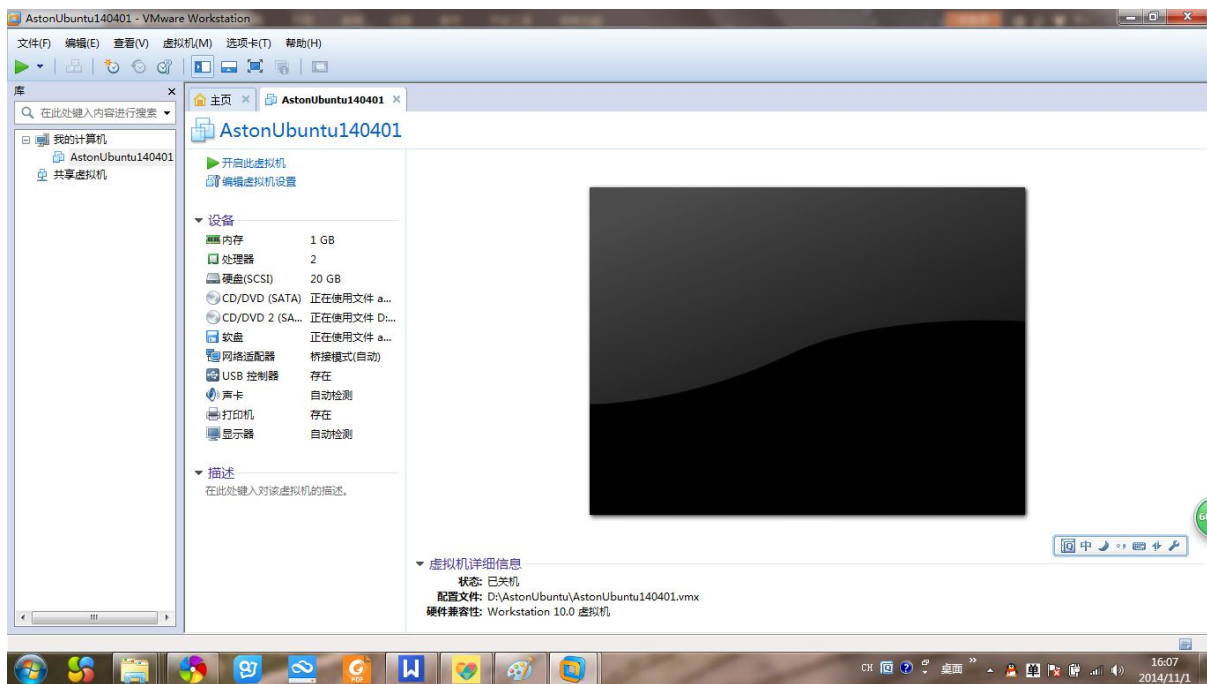 AstonUbuntu140401 - VMware Workstation
文件(F) 编辑(E) 查看(V) 虚拟机(M) 选项卡(T) 帮助(H)
库
主页
AstonUbuntu140401
在此处键入内容进行搜索
我的计算机
AstonUbuntu140401
共享虚拟机
AstonUbuntu140401
开启此虚拟机
编辑虚拟机设置
设备
内存 1 GB
处理器 2
硬盘(SCSI) 20 GB
CD/DVD (SATA) 正在使用文件 a...
CD/DVD 2 (SA... 正在使用文件 D:...
软盘 正在使用文件 a...
网络适配器 桥接模式(自动)
USB 控制器 存在
声卡 自动检测
打印机 存在
显示器 自动检测
描述
在此处键入对该虚拟机的描述。
中
虚拟机详细信息
状态: 已关机
配置文件: D:\AstonUbuntu\AstonUbuntu140401.vmx
硬件兼容性: Workstation 10.0 虚拟机
CH 桌面 单 16:07
2014/11/1